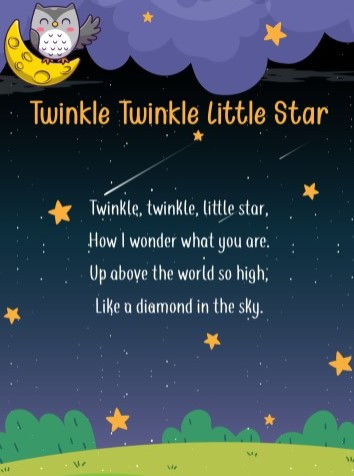 Twinkle Twinkle Little Star
Twinkle, twinkle, little star,
How I wonder what you are.
Up above the world so high,
Like a diamond in the sky.